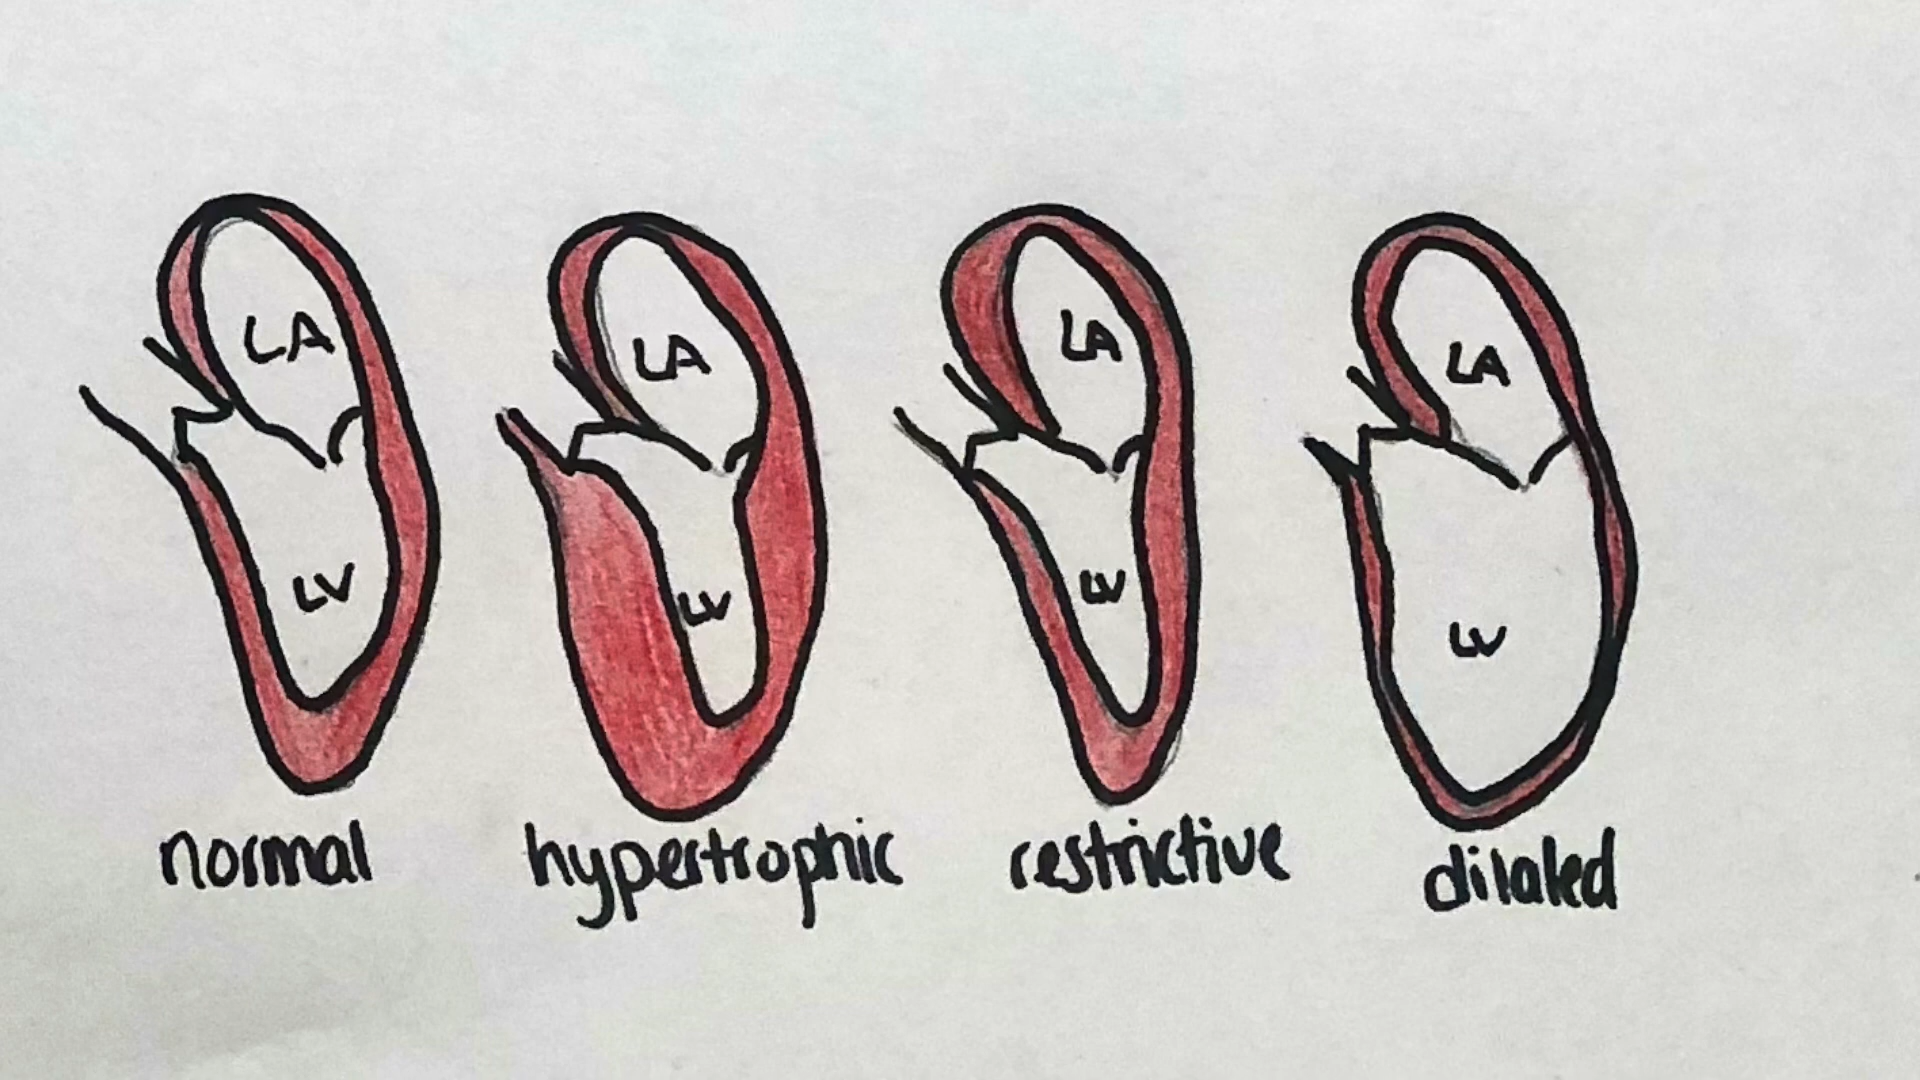 LA LA LA LA
LV LV LV LV
normal hypertrophic restrictive dilated